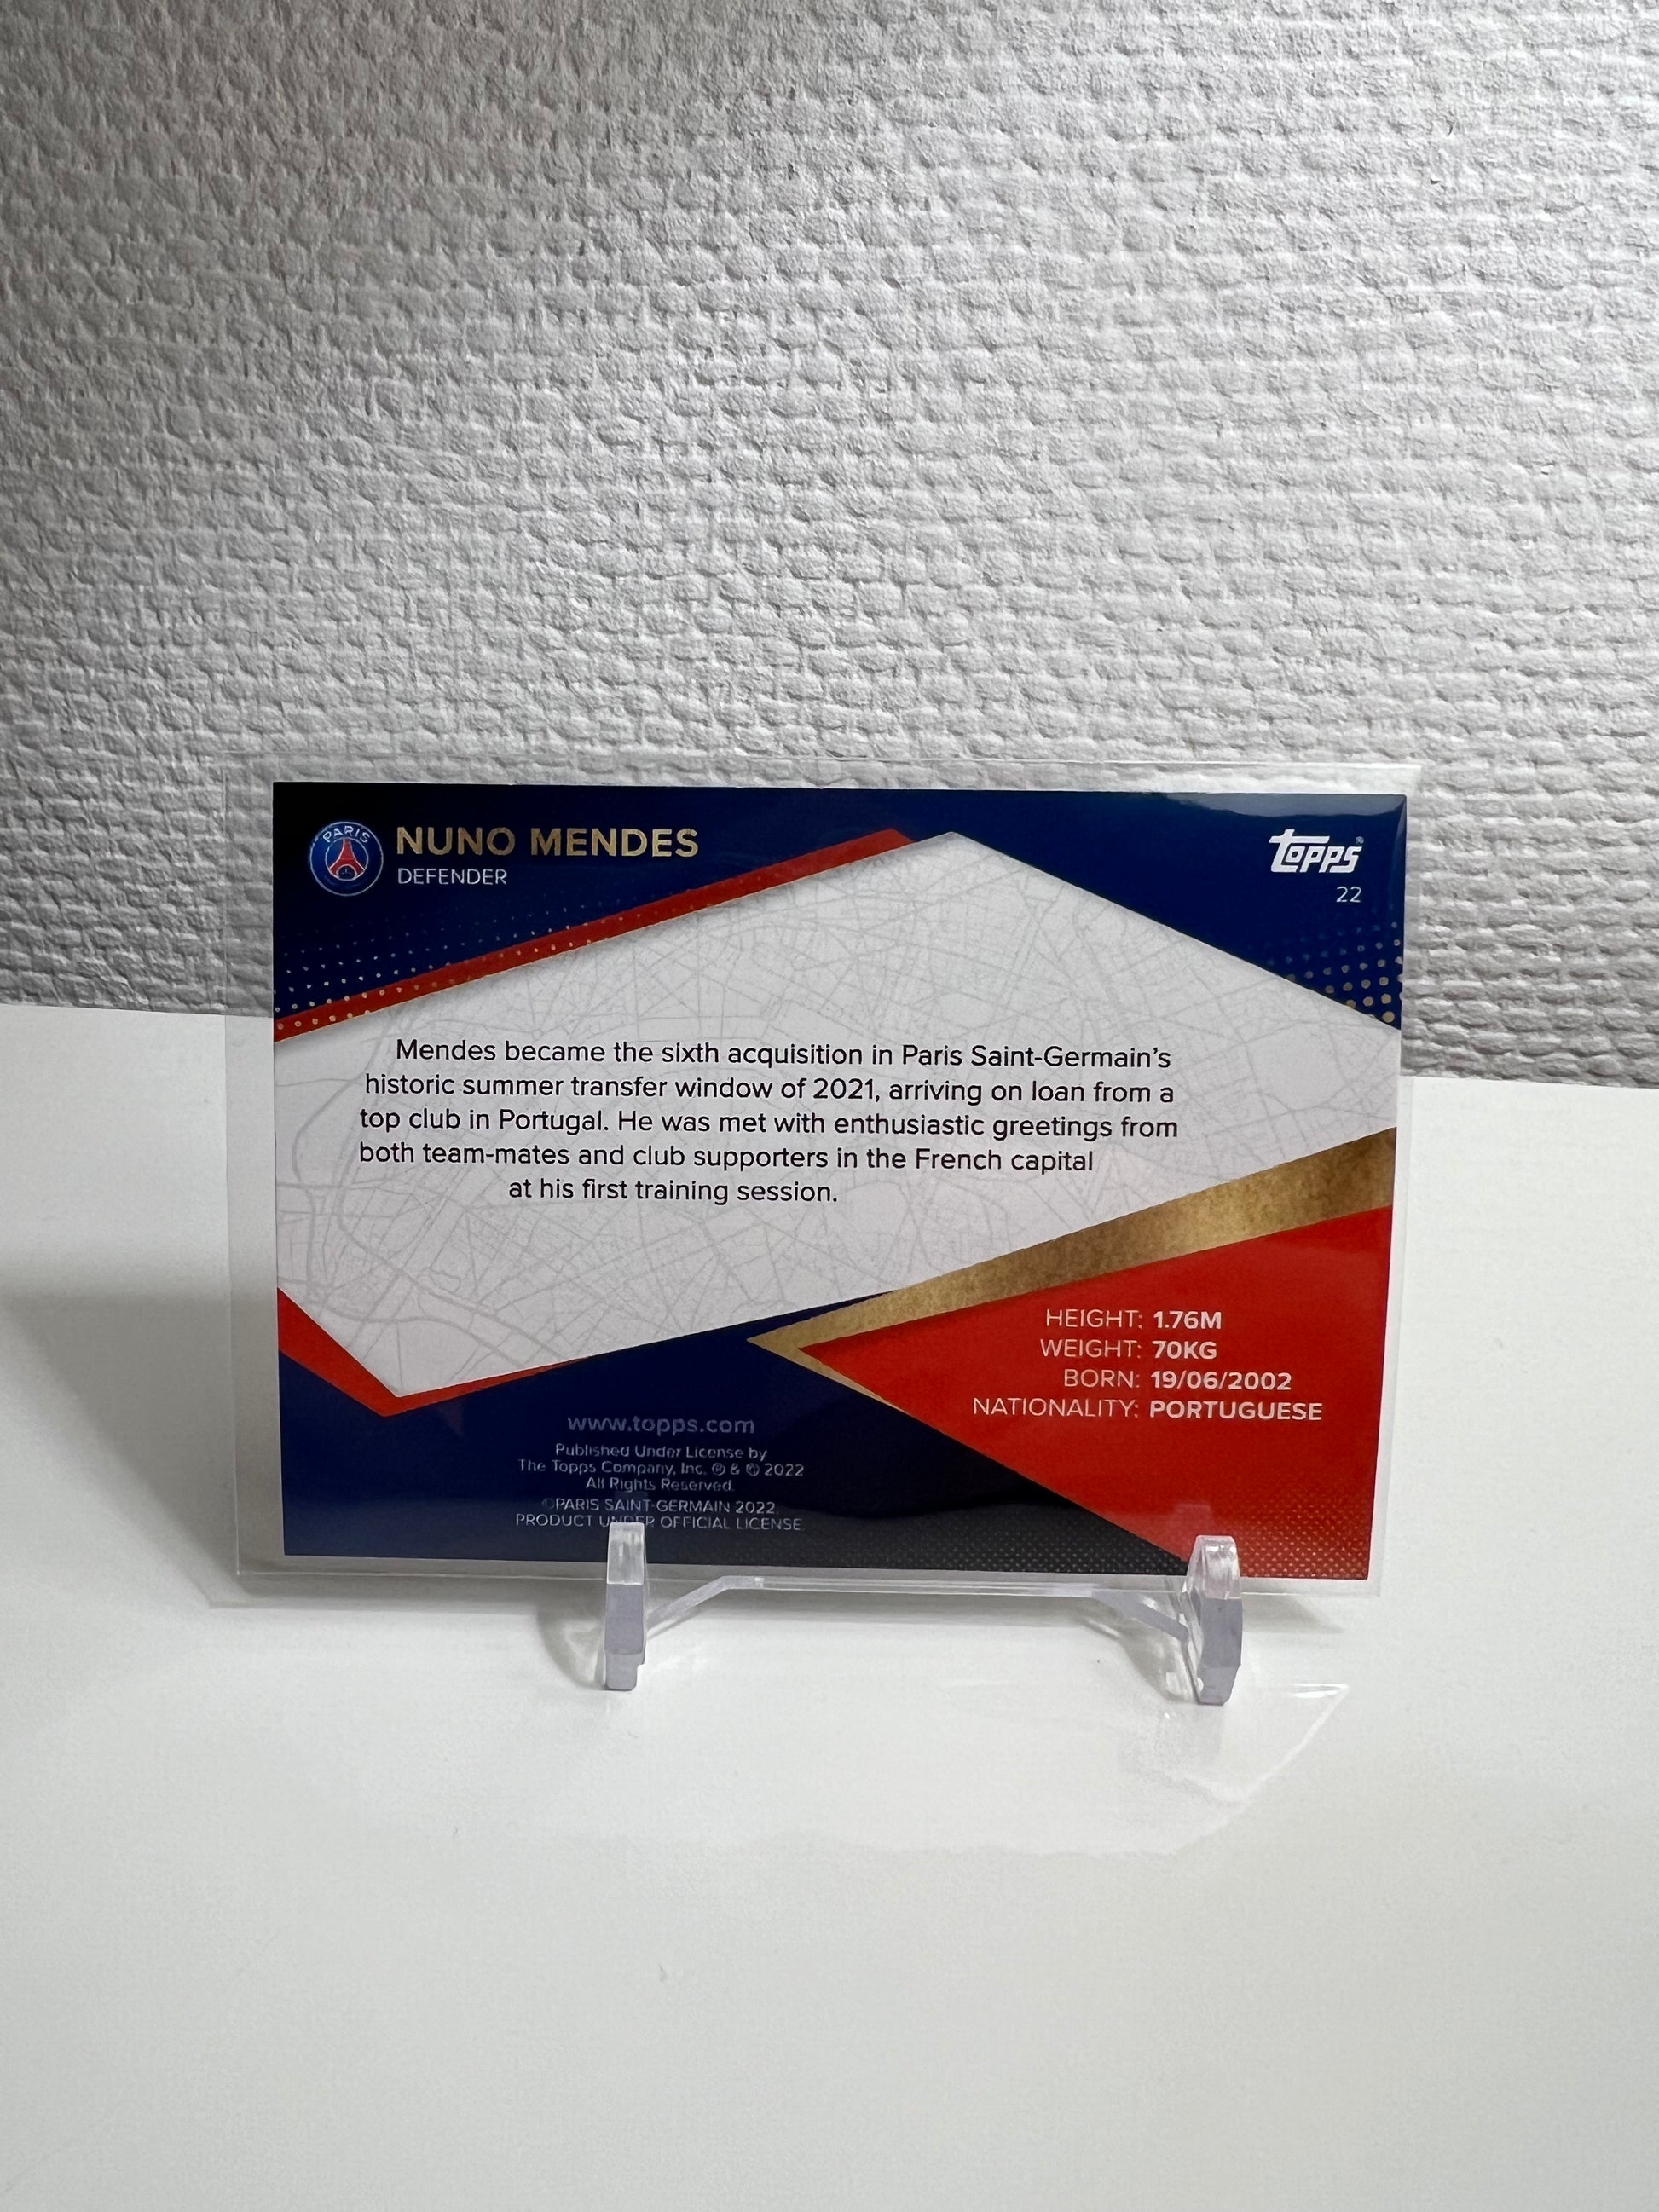 PARIS
NUNO MENDES
DEFENDER
topps
22
Mendes became the sixth acquisition in Paris Saint-Germain's
historic summer transfer window of 2021, arriving on loan from a
top club in Portugal. He was met with enthusiastic greetings from
both team-mates and club supporters in the French capital
at his first training session.
HEIGHT: 1.76M
WEIGHT: 70KG
BORN: 19/06/2002
NATIONALITY: PORTUGUESE
www.topps.com
Published Under License by
The Topps Company, Inc. ® & © 2022
All Rights Reserved.
©PARIS SAINT-GERMAIN 2022.
PRODUCT UNDER OFFICIAL LICENSE